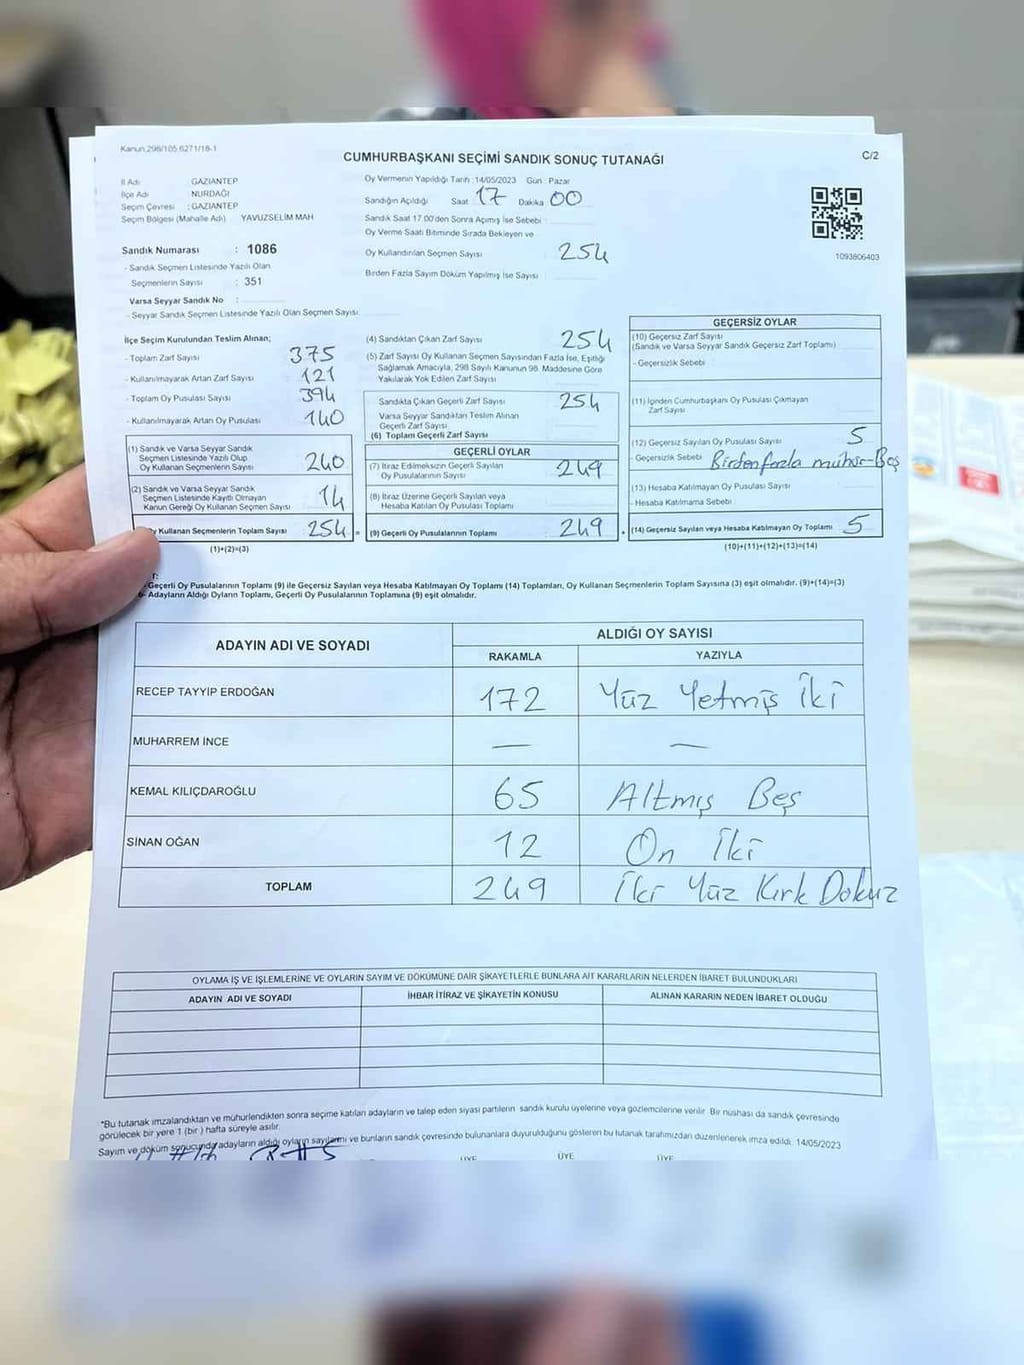 Kanun.298/105.6271/18-1
CUMHURBAŞKANI SEÇİMİ SANDIK SONUÇ TUTANAĞI
C/2
İl Adı : GAZİANTEP
İlçe Adı : NURDAĞI
Seçim Çevresi : GAZİANTEP
Seçim Bölgesi (Mahalle Adı) : YAVUZSELİM MAH
Sandık Numarası : 1086
- Sandık Seçmen Listesinde Yazılı Olan
Seçmenlerin Sayısı : 351
Varsa Seyyar Sandık No :
- Seyyar Sandık Seçmen Listesinde Yazılı Olan Seçmen Sayısı:
Oy Vermenin Yapıldığı Tarih :14/05/2023 Gün : Pazar
Sandığın Açıldığı Saat 17 Dakika 00
Sandık Saat 17.00'den Sonra Açımış İse Sebebi :
Oy Verme Saati Bitiminde Sırada Bekleyen ve
Oy Kullandırılan Seçmen Sayısı : 254
Birden Fazla Sayım Döküm Yapılmış İse Sayısı :
1093806403
İlçe Seçim Kurulundan Teslim Alınan;
- Toplam Zarf Sayısı : 375
- Kullanılmayarak Artan Zarf Sayısı : 121
- Toplam Oy Pusulası Sayısı : 394
- Kullanılmayarak Artan Oy Pusulası : 140
(1) Sandık ve Varsa Seyyar Sandık
Seçmen Listesinde Yazılı Olup
Oy Kullanan Seçmenlerin Sayısı : 240
(2) Sandık ve Varsa Seyyar Sandık
Seçmen Listesinde Kayıtlı Olmayan
Kanun Gereği Oy Kullanan Seçmen Sayısı : 14
Oy Kullanan Seçmenlerin Toplam Sayısı : 254
(1)+(2)=(3)
(4) Sandıktan Çıkan Zarf Sayısı : 254
(5) Zarf Sayısı Oy Kullanan Seçmen Sayısından Fazla İse, Eşitliği
Sağlamak Amacıyla, 298 Sayılı Kanunun 98. Maddesine Göre
Yakılarak Yok Edilen Zarf Sayısı :
Sandıkta Çıkan Geçerli Zarf Sayısı : 254
Varsa Seyyar Sandıktan Teslim Alınan
Geçerli Zarf Sayısı :
(6) Toplam Geçerli Zarf Sayısı
GEÇERLİ OYLAR
(7) İtiraz Edilmeksizin Geçerli Sayılan
Oy Pusulalarının Sayısı : 249
(8) İtiraz Üzerine Geçerli Sayılan veya
Hesaba Katılan Oy Pusulaları Toplamı
(9) Geçerli Oy Pusulalarının Toplamı : 249
GEÇERSİZ OYLAR
(10) Geçersiz Zarf Sayısı :
(Sandık ve Varsa Seyyar Sandık Geçersiz Zarf Toplamı)
- Geçersizlik Sebebi :
(11) İçinden Cumhurbaşkanı Oy Pusulası Çıkmayan
Zarf Sayısı :
(12) Geçersiz Sayılan Oy Pusulası Sayısı : 5
- Geçersizlik Sebebi : Birden fazla mühür-Beş
(13) Hesaba Katılmayan Oy Pusulası Sayısı :
- Hesaba Katılmama Sebebi :
(14) Geçersiz Sayılan veya Hesaba Katılmayan Oy Toplamı : 5
(10)+(11)+(12)+(13)=(14)
Geçerli Oy Pusulalarının Toplamı (9) ile Geçersiz Sayılan veya Hesaba Katılmayan Oy Toplamı (14) Toplamları, Oy Kullanan Seçmenlerin Toplam Sayısına (3) eşit olmalıdır. (9)+(14)=(3)
- Adayların Aldığı Oyların Toplamı, Geçerli Oy Pusulalarının Toplamına (9) eşit olmalıdır.
ADAYIN ADI VE SOYADI
ALDIĞI OY SAYISI
RAKAMLA YAZIYLA
RECEP TAYYİP ERDOĞAN 172 Yüz Yetmiş İki
MUHARREM İNCE — —
KEMAL KILIÇDAROĞLU 65 Altmış Beş
SİNAN OĞAN 12 On İki
TOPLAM 249 İki Yüz Kırk Dokuz
OYLAMA İŞ VE İŞLEMLERİNE VE OYLARIN SAYIM VE DÖKÜMÜNE DAİR ŞİKAYETLERLE BUNLARA AİT KARARLARIN NELERDEN İBARET BULUNDUKLARI
ADAYIN ADI VE SOYADI İHBAR İTİRAZ VE ŞİKAYETİN KONUSU ALINAN KARARIN NEDEN İBARET OLDUĞU
*Bu tutanak imzalandıktan ve mühürlendikten sonra seçime katılan adayların ve talep eden siyasi partilerin sandık kurulu üyelerine veya gözlemcilerine verilir. Bir nüshası da sandık çevresinde
görülecek bir yere 1 (bir ) hafta süreyle asılır.
Sayım ve döküm sonucunda adayların aldığı oyların sayılarını ve bunların sandık çevresinde bulunanlara duyurulduğunu gösteren bu tutanak tarafımızdan düzenlenerek imza edildi. 14/05/2023
ÜYE ÜYE ÜYE